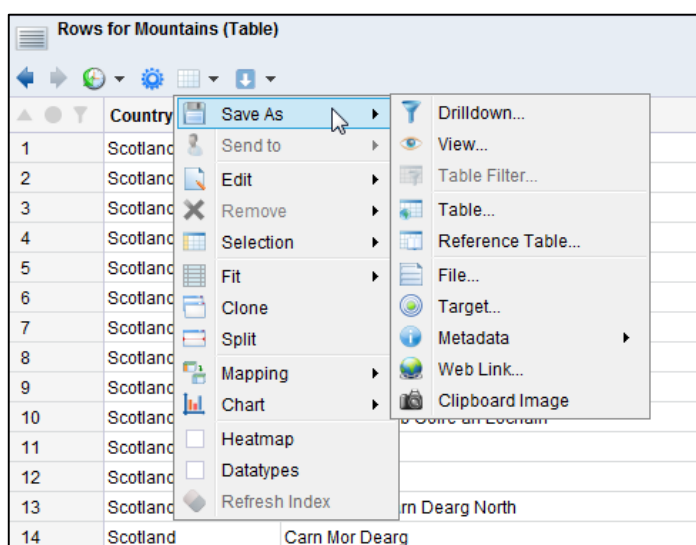 Rows for Mountains (Table)
Country
1 Scotland
2 Scotland
3 Scotland
4 Scotland
5 Scotland
6 Scotland
7 Scotland
8 Scotland
9 Scotland
10 Scotland
11 Scotland
12 Scotland
13 Scotland rn Dearg North
14 Scotland Carn Mor Dearg
Save As
Send to
Edit
Remove
Selection
Fit
Clone
Split
Mapping
Chart
Heatmap
Datatypes
Refresh Index
Drilldown...
View...
Table Filter...
Table...
Reference Table...
File...
Target...
Metadata
Web Link...
Clipboard Image